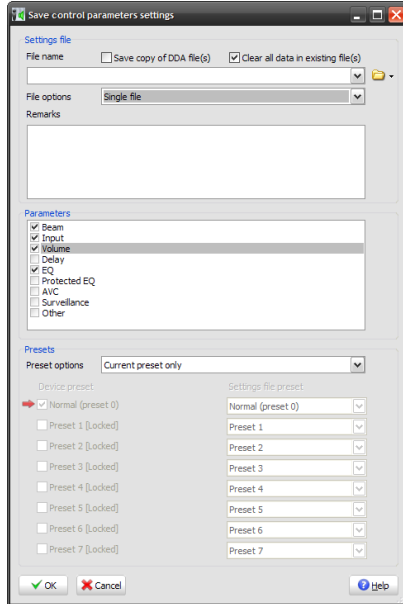 Save control parameters settings
Settings file
File name Save copy of DDA file(s) Clear all data in existing file(s)
File options Single file
Remarks
Parameters
Beam
Input
Volume
Delay
EQ
Protected EQ
AVC
Surveillance
Other
Presets
Preset options Current preset only
Device preset Settings file preset
Normal (preset 0) Normal (preset 0)
Preset 1 [Locked] Preset 1
Preset 2 [Locked] Preset 2
Preset 3 [Locked] Preset 3
Preset 4 [Locked] Preset 4
Preset 5 [Locked] Preset 5
Preset 6 [Locked] Preset 6
Preset 7 [Locked] Preset 7
OK Cancel Help